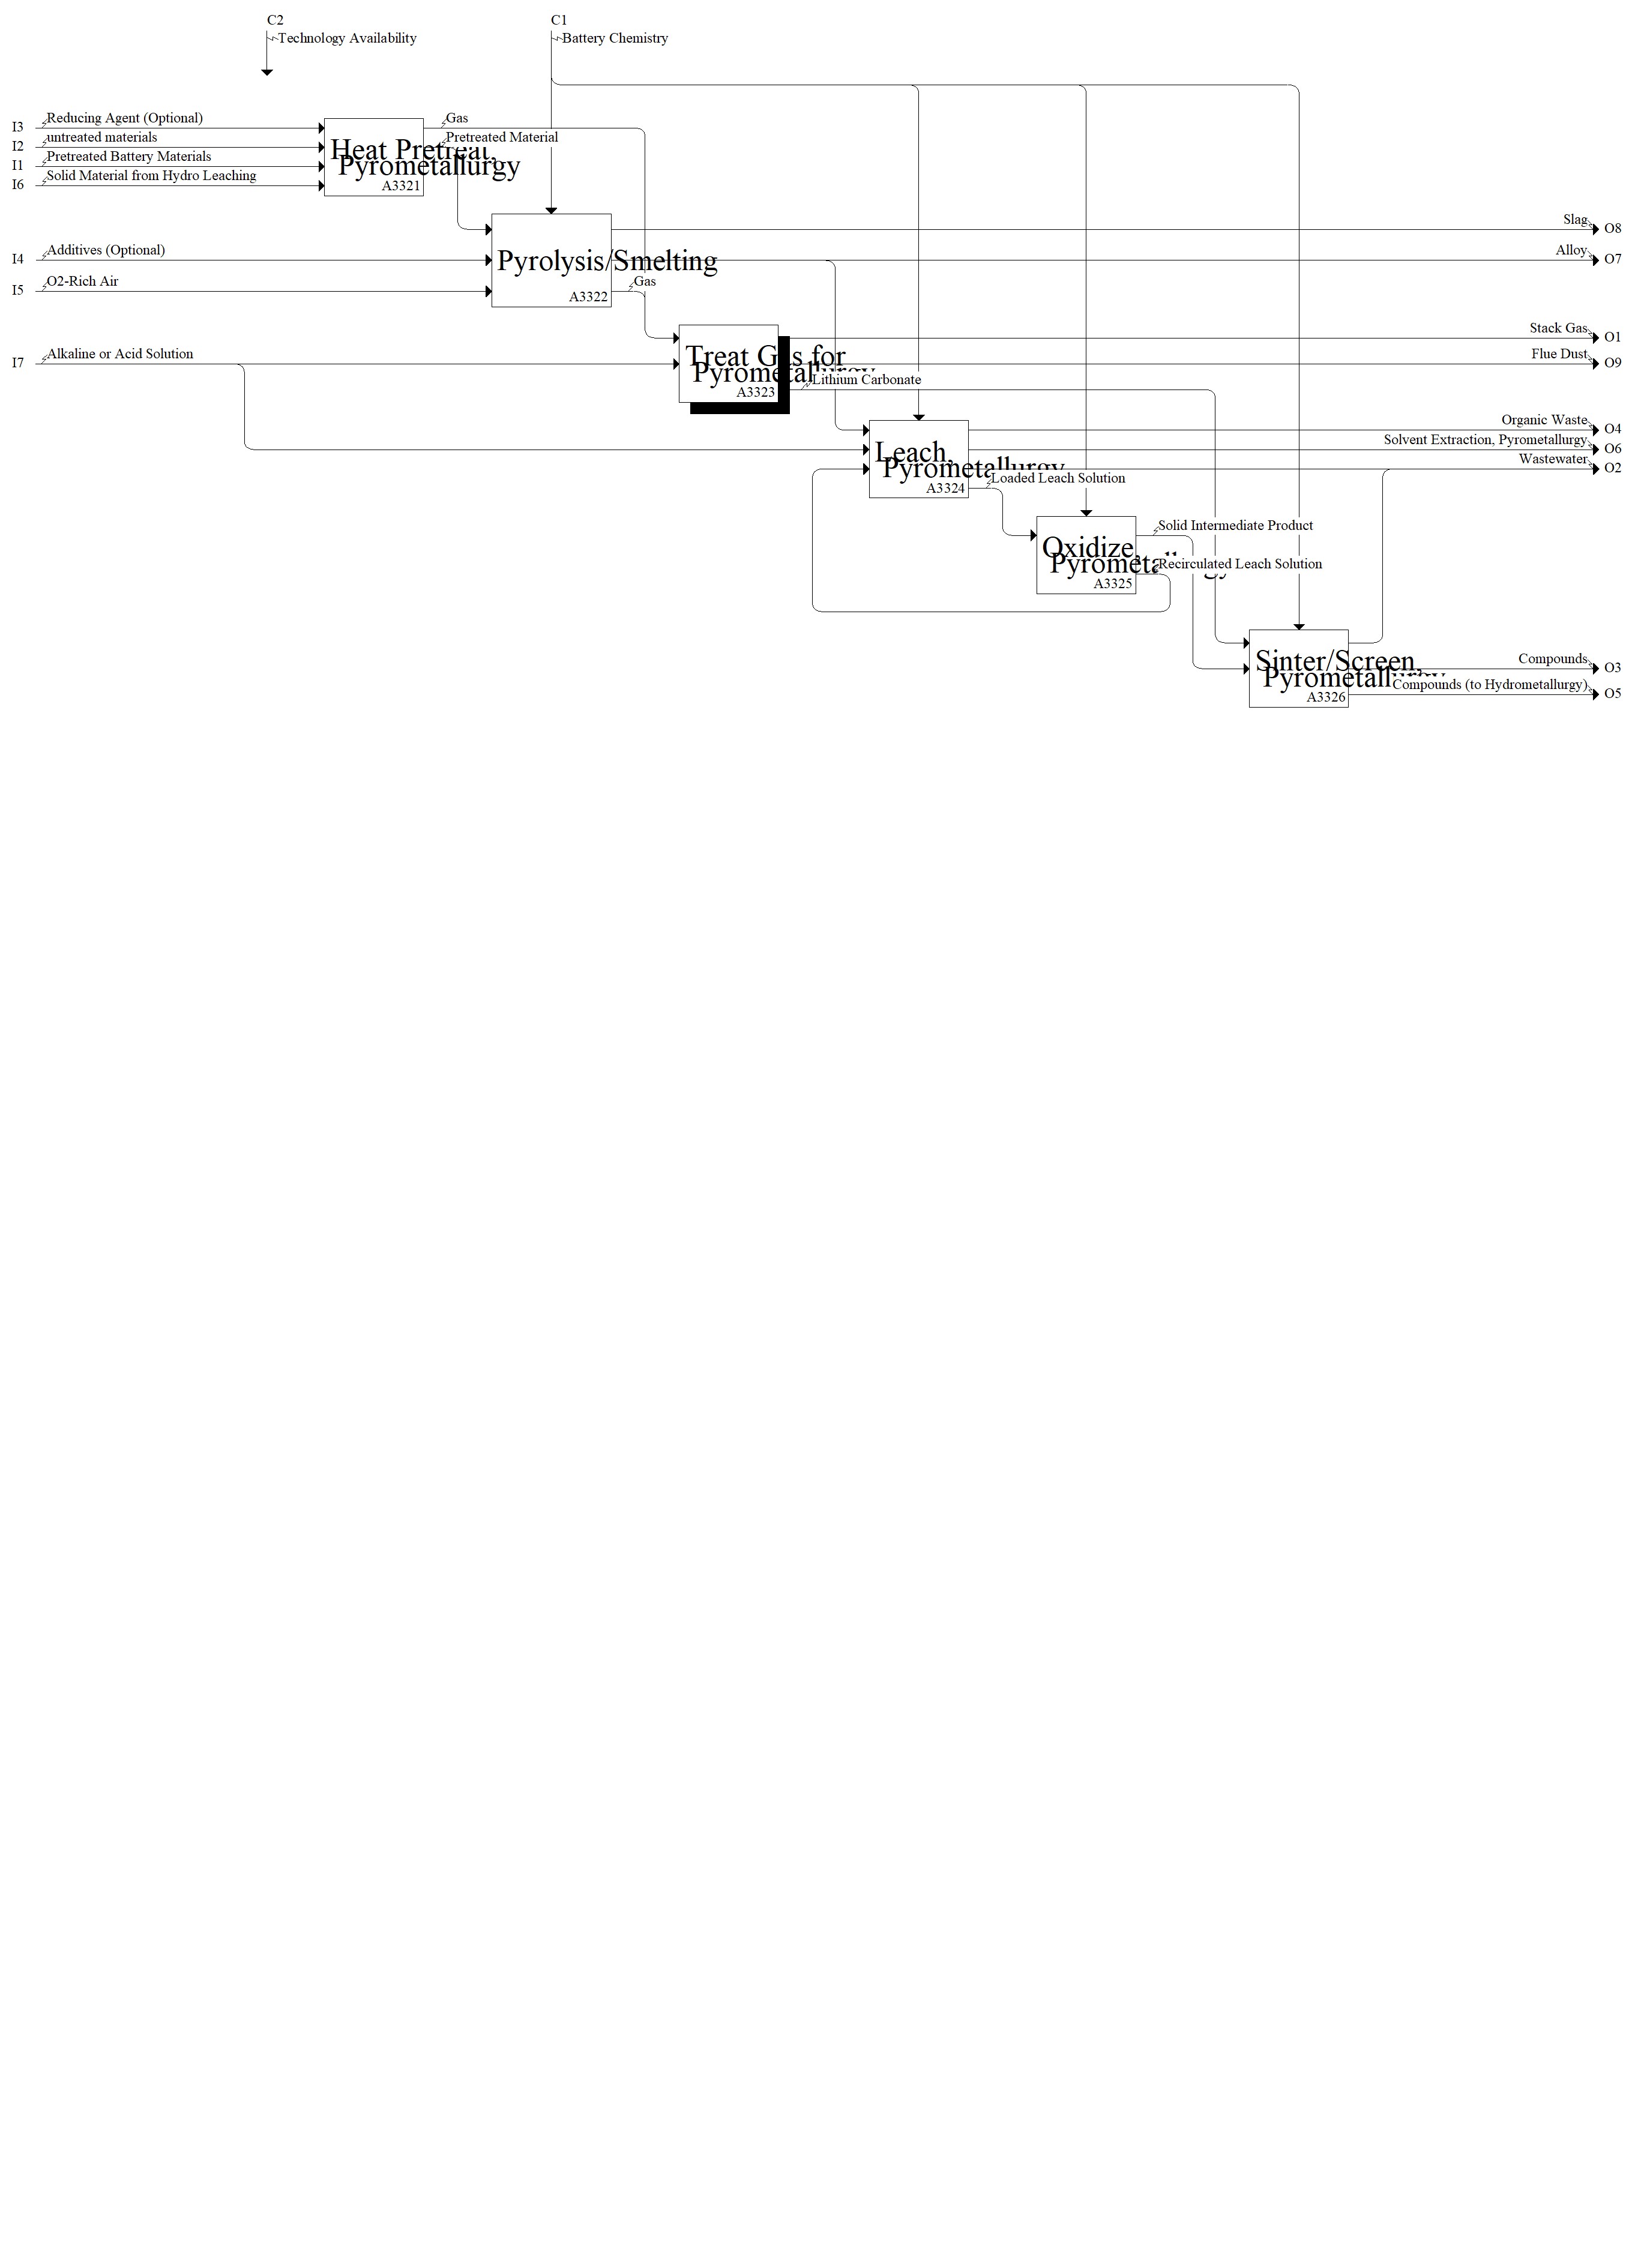 C2
Technology Availability
C1
Battery Chemistry
I3
Reducing Agent (Optional)
I2
untreated materials
I1
Pretreated Battery Materials
I6
Solid Material from Hydro Leaching
Gas
Pretreated Material
Heat Pretreat,
Pyrometallurgy
A3321
I4
Additives (Optional)
I5
O2-Rich Air
Pyrolysis/Smelting
A3322
Gas
Slag
O8
Alloy
O7
I7
Alkaline or Acid Solution
Treat Gas for
Pyrometallurgy
A3323
Lithium Carbonate
Stack Gas
O1
Flue Dust
O9
Leach,
Pyrometallurgy
A3324
Loaded Leach Solution
Organic Waste
O4
Solvent Extraction, Pyrometallurgy
O6
Wastewater
O2
Oxidize,
Pyrometallurgy
A3325
Solid Intermediate Product
Recirculated Leach Solution
Sinter/Screen,
Pyrometallurgy
A3326
Compounds
O3
Compounds (to Hydrometallurgy)
O5